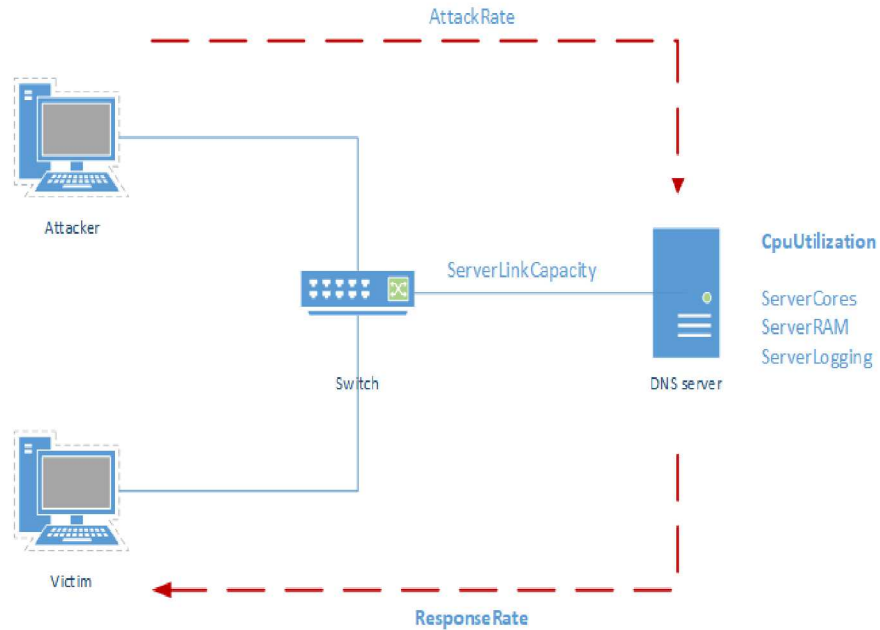 AttackRate
Attacker
ServerLinkCapacity
CpuUtilization
ServerCores
ServerRAM
ServerLogging
Switch
DNS server
Victim
ResponseRate